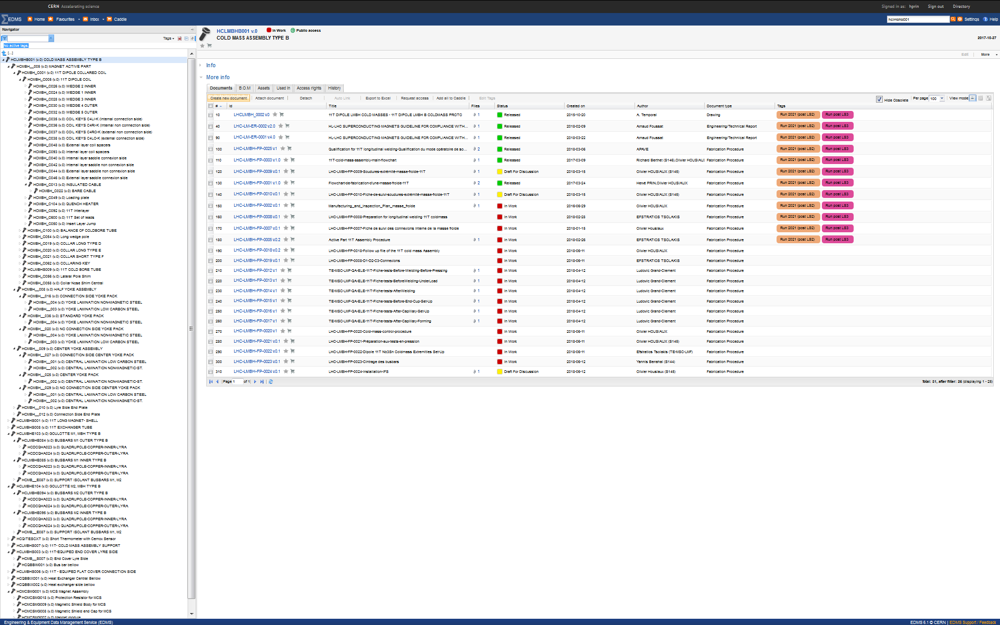 CERN Accelerating science
Signed in as: hprin Sign out Directory
EDMS Home Favourites Inbox Caddie
hclmbhb001 Settings Help
Navigator
Tags
No active tags
[...]
HCLMBHB001 (v.0) COLD MASS ASSEMBLY TYPE B
HCMBH__005 (v.0) MAGNET ACTIVE PART
HCMBH_C001 (v.0) 11T DIPOLE COLLARED COIL
HCMBH_C005 (v.0) 11T DIPOLE COIL
HCMBH_C026 (v.0) WEDGE 2 INNER
HCMBH_C024 (v.0) WEDGE 1 INNER
HCMBH_C028 (v.0) WEDGE 3 INNER
HCMBH_C030 (v.0) WEDGE 4 OUTER
HCMBH_C032 (v.0) WEDGE 5 OUTER
HCMBH_C035 (v.0) COIL KEYS C4LI-K (internal connection side)
HCMBH_C036 (v.0) COIL KEYS C4RI-K (internal non connection side)
HCMBH_C037 (v.0) COIL KEYS C4RO-K (external non connection side)
HCMBH_C038 (v.0) COIL KEYS C4LO-K (external connection side)
HCMBH_C048 (v.0) External layer coil spacers
HCMBH_C093 (v.0) Internal layer coil spacers
HCMBH_C040 (v.0) Internal layer saddle connexion side
HCMBH_C042 (v.0) Internal layer saddle non connexion side
HCMBH_C044 (v.0) External layer saddle non connexion side
HCMBH_C046 (v.0) External layer saddle connexion side
HCMBH_C013 (v.0) INSULATED CABLE
HCMBH_C022 (v.0) BARE CABLE
HCMBH_C049 (v.0) Loading plate
HCMBH_C104 (v.0) QUENCH HEATER
HCMBH_C092 (v.0) 11T Interlayer
HCMBH_C600 (v.0) 11T Set of leads
HCMBH_C050 (v.0) Insert Layer Jump
HCMBH_C100 (v.0) BALANCE OF COLDBORE TUBE
HCMBH_C054 (v.0) Long wedge pole
HCMBH_C019 (v.0) COLLAR LONG TYPE D
HCMBH_C020 (v.0) COLLAR LONG TYPE E
HCMBH_C021 (v.0) COLLAR SHORT TYPE F
HCMBH_C062 (v.0) COLLARING KEY
HCLMBHS009 (v.0) 11T COLD BORE TUBE
HCMBH_C056 (v.0) Lateral Pole Shim
HCMBH_C058 (v.0) Collar Nose Shim Central
HCMBH__008 (v.0) HALF YOKE ASSEMBLY
HCMBH__016 (v.0) CONNECTION SIDE YOKE PACK
HCMBH__004 (v.0) YOKE LAMINATION NON-MAGNETIC STEEL
HCMBH__003 (v.0) YOKE LAMINATION LOW CARBON STEEL
HCMBH__036 (v.0) STANDARD YOKE PACK
HCMBH__004 (v.0) YOKE LAMINATION NON-MAGNETIC STEEL
HCMBH__020 (v.0) NO CONNECTION SIDE YOKE PACK
HCMBH__004 (v.0) YOKE LAMINATION NON-MAGNETIC STEEL
HCMBH__003 (v.0) YOKE LAMINATION LOW CARBON STEEL
HCMBH__009 (v.0) CENTER YOKE ASSEMBLY
HCMBH__027 (v.0) CONNECTION SIDE CENTER YOKE PACK
HCMBH__001 (v.0) CENTRAL LAMINATION LOW CARBON STEEL
HCMBH__002 (v.0) CENTRAL LAMINATION NON-MAGNETIC-ST.
HCMBH__025 (v.0) CENTER YOKE PACK
HCMBH__002 (v.0) CENTRAL LAMINATION NON-MAGNETIC-ST.
HCMBH__029 (v.0) NO CONNECTION SIDE CENTER YOKE PACK
HCMBH__001 (v.0) CENTRAL LAMINATION LOW CARBON STEEL
HCMBH__002 (v.0) CENTRAL LAMINATION NON-MAGNETIC-ST.
HCMBH__010 (v.0) Lyre Side End Plate
HCMBH__012 (v.0) Connection Side End Plate
HCLMBHS001 (v.0) 11T LONG MAGNET- SHELL
HCLMBHS008 (v.0) 11T EXCHANGER TUBE
HCLMBHE103 (v.0) GOULOTTE M1, MBH TYPE B
HCLMBHE084 (v.0) BUSBARS M1 OUTER TYPE B
HCDCQHA023 (v.0) QUADRUPOLE-COPPER-INNER-LYRA
HCDCQHA024 (v.0) QUADRUPOLE-COPPER-OUTER-LYRA
HCLMBHE085 (v.0) BUSBARS M1 INNER TYPE B
HCDCQHA023 (v.0) QUADRUPOLE-COPPER-INNER-LYRA
HCDCQHA024 (v.0) QUADRUPOLE-COPPER-OUTER-LYRA
HCMB__E087 (v.0) SUPPORT ISOLANT BUSBARS M1, M2
HCLMBHE104 (v.0) GOULOTTE M2, MBH TYPE B
HCLMBHE094 (v.0) BUSBARS M2 OUTER TYPE B
HCDCQHA023 (v.0) QUADRUPOLE-COPPER-INNER-LYRA
HCDCQHA024 (v.0) QUADRUPOLE-COPPER-OUTER-LYRA
HCLMBHE095 (v.0) BUSBARS M2 INNER TYPE B
HCDCQHA023 (v.0) QUADRUPOLE-COPPER-INNER-LYRA
HCDCQHA024 (v.0) QUADRUPOLE-COPPER-OUTER-LYRA
HCMB__E087 (v.0) SUPPORT ISOLANT BUSBARS M1, M2
HCQITESCXT (v.0) Short Thermometer with Cernox Sensor
HCLMBHS007 (v.0) 11T- COLD MASS ASSEMBLY SUPPORT
HCLMBHS003 (v.0) 11T-EQUIPED END COVER LYRE SIDE
HCMB__S007 (v.0) End Cover Lyre Side
HCQBBIM001 (v.0) Bus bar bellow
HCLMBHS006 (v.0) 11T - EQUIPED FLAT COVER CONNECTION SIDE
HCQBBIX001 (v.0) Heat Exchanger Central Bellow
HCQBBIX002 (v.0) Heat exchanger side bellow
HCMCSMG001 (v.0) MCS Magnet Assembly
HCMCSMG018 (v.0) Protection Resistor for MCS
HCMCSMG009 (v.0) Magnetic Shield Body for MCS
HCMCSMG008 (v.0) Magnetic Shield end Cap for MCS
HCMCSMG002 (v.0) Magnet module
HCLMBHB001 v.0 In Work Public access
COLD MASS ASSEMBLY TYPE B
2017-10-27
Edit More
Info
More info
Documents B.O.M Assets Used in Access rights History
Create new document Attach document Detach Auto Link Export to Excel Request access Add all to Caddie Edit Tags Hide Obsolete Per page 100 View mode
# Id Title Files Status Created on Author Document type Tags
10 LHCLMBH_0002 v.0 11T DIPOLE LMBH COLD MASSES - 11T DIPOLE LMBH B COLDMASS PROTO 1 Released 2015-10-20 A. Temporal Drawing Run 2021 (post LS2) Run post LS3
40 LHC-LM-ER-0002 v.2.0 HL-LHC SUPERCONDUCTING MAGNETS GUIDELINE FOR COMPLIANCE WITH... 1 Released 2018-02-09 Arnaud Foussat Engineering/Technical Report Run 2021 (post LS2) Run post LS3
90 LHC-LM-ER-0001 v.4.0 HL-LHC SUPERCONDUCTING MAGNETS GUIDELINE FOR COMPLIANCE WITH... 1 Released 2018-03-22 Arnaud Foussat Engineering/Technical Report Run 2021 (post LS2) Run post LS3
100 LHC-LMBH-FP-0025 v.1 Qualification for 11T longitudinal welding-Qualification du mode opératoire de so... 2 Released 2018-03-06 APAVE Fabrication Procedure Run 2021 (post LS2) Run post LS3
110 LHC-LMBH-FP-0003 v.1.0 11T-cold-mass-assembly-main-flowchart 1 Released 2017-03-09 Richard Berthet (S146),Olivier HOUSIAU Fabrication Procedure Run 2021 (post LS2) Run post LS3
120 LHC-LMBH-FP-0009 v.0.1 LHC-LMBH-FP-0009-Soudures-extrémité-masse-froide-11T 1 Draft For Discussion 2018-03-15 Olivier HOUSIAUX (S145) Fabrication Procedure Run 2021 (post LS2) Run post LS3
130 LHC-LMBH-FP-0001 v.1.0 Flowchart-de-fabrication-d'une-masse-froide-11T 2 Released 2017-03-24 Hervé PRIN,Olivier HOUSIAUX Fabrication Procedure Run 2021 (post LS2) Run post LS3
140 LHC-LMBH-FP-0010 v.0.1 LHC-LMBH-FP-0010-Fiche-de-suivi-soudures-extrémité-masse-froide-11T 1 Draft For Discussion 2018-03-15 Olivier HOUSIAUX (S145) Fabrication Procedure Run 2021 (post LS2) Run post LS3
150 LHC-LMBH-FP-0002 v.0.1 Manufacturing_and_Inspection_Plan_masse_froide 1 In Work 2016-06-29 Olivier HOUSIAUX Fabrication Procedure Run 2021 (post LS2) Run post LS3
160 LHC-LMBH-FP-0008 v.0.1 LHC-LMBH-FP-0008-Preparation for longitudinal welding 11T coldmass In Work 2018-02-28 EFSTRATIOS TSOLAKIS Fabrication Procedure Run 2021 (post LS2) Run post LS3
170 LHC-LMBH-FP-0007 v.0.1 LHC-LMBH-FP-0007-Fiche de suivi des connexions interne de la masse froide In Work 2018-01-15 Olivier Housiaux Fabrication Procedure Run 2021 (post LS2) Run post LS3
180 LHC-LMBH-FP-0005 v.0.2 Active Part 11T Assembly Procedure 1 In Work 2018-02-26 EFSTRATIOS TSOLAKIS Fabrication Procedure Run 2021 (post LS2) Run post LS3
190 LHC-LMBH-FP-0018 v.0.2 LHC-LMBH-FP-0018-Follow up file of the 11T cold mass Assembly In Work 2018-06-11 Olivier HOUSIAUX Fabrication Procedure
200 LHC-LMBH-FP-0019 v.0.1 LHC-LMBH-FP-0008-D1-D2-C3-Connexions In Work 2018-06-11 EFSTRATIOS TSOLAKIS Fabrication Procedure
210 LHC-LMBH-FP-0012 v.1 TE-MSC-LMF-QA-ELE-11T-Fiche-tests-Before-Welding-Before-Pressing 1 In Work 2018-04-12 Ludovic Grand-Clement Fabrication Procedure
220 LHC-LMBH-FP-0013 v.1 TE-MSC-LMF-QA-ELE-11T-Fiche-tests-BeforeWelding-UnderLoad 1 In Work 2018-04-12 Ludovic Grand-Clement Fabrication Procedure
230 LHC-LMBH-FP-0014 v.1 TE-MSC-LMF-QA-ELE-11T-Fiche-tests-AfterWelding 1 In Work 2018-04-12 Ludovic Grand-Clement Fabrication Procedure
240 LHC-LMBH-FP-0015 v.1 TE-MSC-LMF-QA-ELE-11T-Fiche-tests-Before-End-Cup-Set-Up 1 In Work 2018-04-12 Ludovic Grand-Clement Fabrication Procedure
250 LHC-LMBH-FP-0016 v.1 TE-MSC-LMF-QA-ELE-11T-Fiche-tests-After-Capillary-Set-Up 1 In Work 2018-04-12 Ludovic Grand-Clement Fabrication Procedure
260 LHC-LMBH-FP-0017 v.1 TE-MSC-LMF-QA-ELE-11T-Fiche-tests-After-Capillary-Forming 1 In Work 2018-04-12 Ludovic Grand-Clement Fabrication Procedure
270 LHC-LMBH-FP-0020 v.1 LHC-LMBH-FP-0020-Cold-mass-control-procedure In Work 2018-06-11 Olivier HOUSIAUX Fabrication Procedure
280 LHC-LMBH-FP-0021 v.0.1 LHC-LMBH-FP-0021-Préparation-aux-tests-en-pression In Work 2018-06-11 Olivier HOUSIAUX (S145) Fabrication Procedure
290 LHC-LMBH-FP-0022 v.0.1 LHC-LMBH-FP-0022-Dipole 11T Nb3Sn Coldmass Extremities Set-Up In Work 2018-06-11 Efstratios Tsolakis (TE-MSC-LMF) Fabrication Procedure
300 LHC-LMBH-FP-0023 v.0.1 LHC-LMBH-FP-0023-Cintrage des busbars In Work 2018-06-12 Yannis Berrahal (S144) Fabrication Procedure
310 LHC-LMBH-FP-0024 v.0.1 LHC-LMBH-FP-0024-Installation-IFS 1 Draft For Discussion 2018-06-12 Olivier Housiaux (S145) Fabrication Procedure
Page 1 of 1 Total: 31, after filter: 25 (displaying 1 - 25)
Engineering & Equipment Data Management Service (EDMS) EDMS 6.1 © CERN | EDMS Support / Feedback